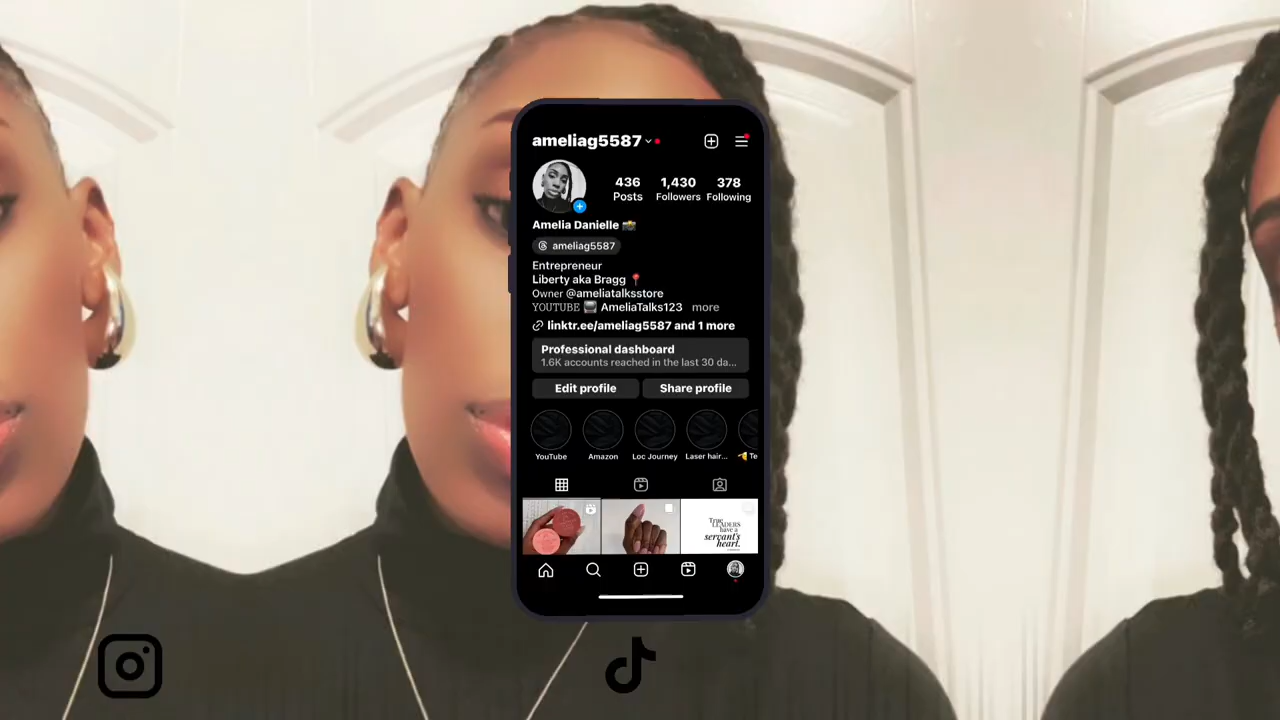 ameliag5587
436 1,430 378
Posts Followers Following
Amelia Danielle
ameliag5587
Entrepreneur
Liberty aka Bragg
Owner @ameliatalksstore
YOUTUBE AmeliaTalks123 more
linktr.ee/ameliag5587 and 1 more
Professional dashboard
1.6K accounts reached in the last 30 da...
Edit profile Share profile
YouTube Amazon Loc Journey Laser hair... Te
True
LEADERS
have a
servant's
heart.